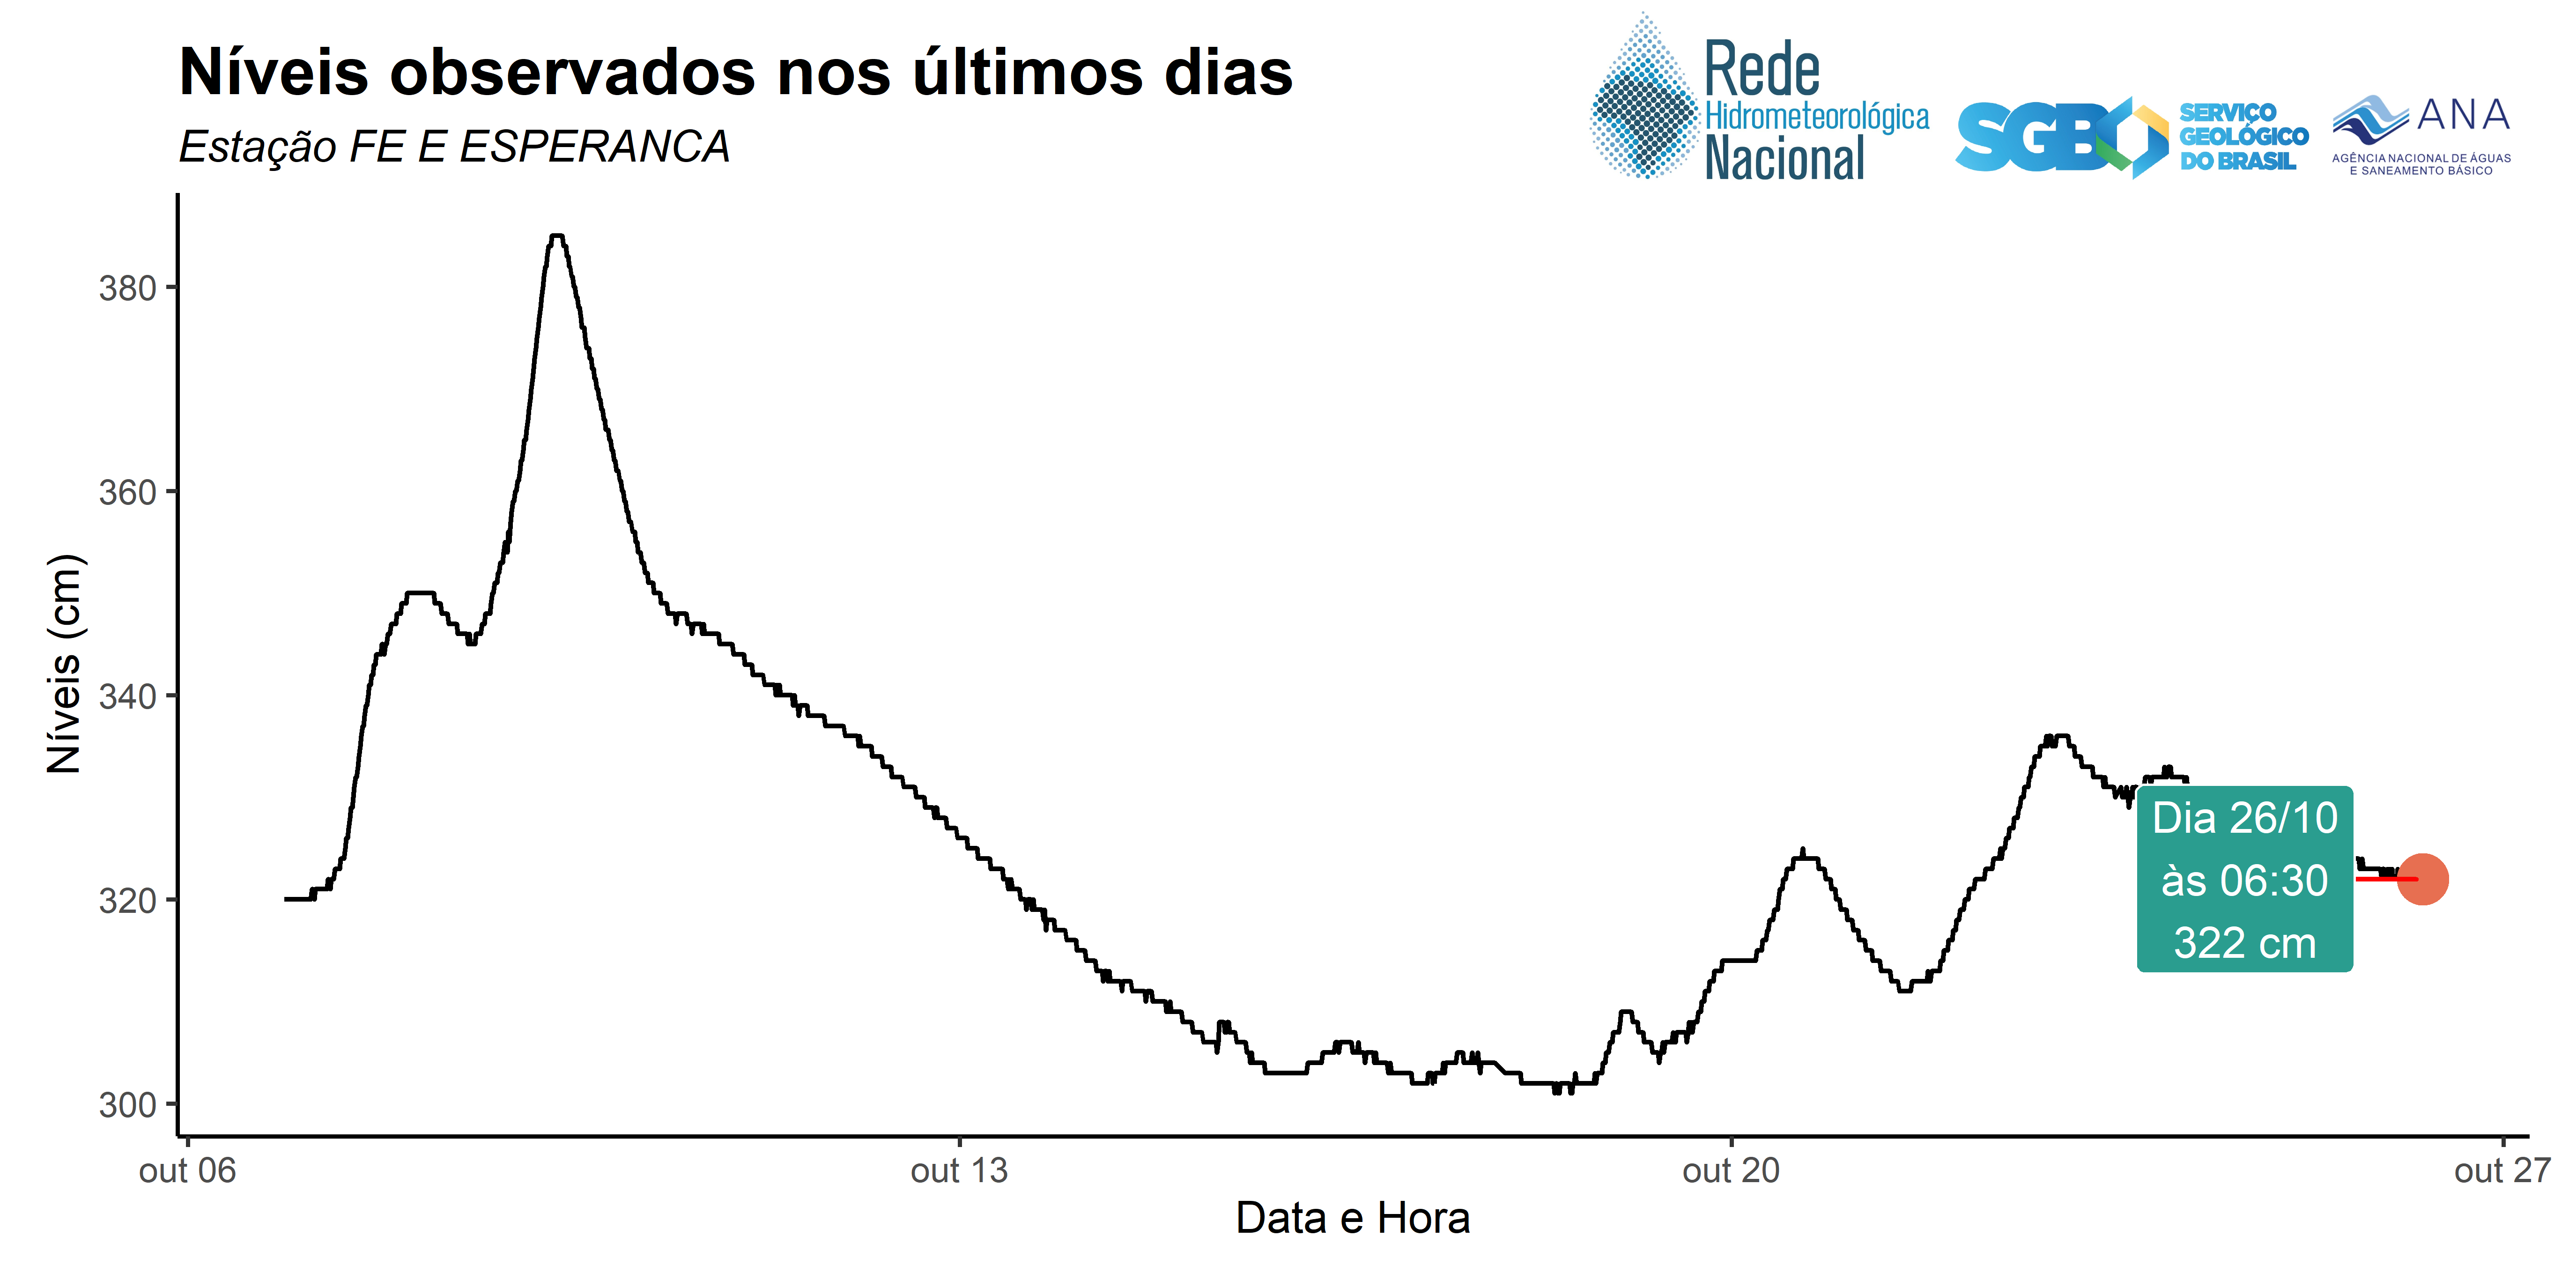 Níveis observados nos últimos dias
Estação FE E ESPERANCA
Rede
Hidrometeorológica
Nacional
SGB
SERVIÇO
GEOLÓGICO
DO BRASIL
ANA
AGÊNCIA NACIONAL DE ÁGUAS
E SANEAMENTO BÁSICO
Níveis (cm)
380
360
340
320
300
Dia 26/10
às 06:30
322 cm
out 06
out 13
out 20
out 27
Data e Hora